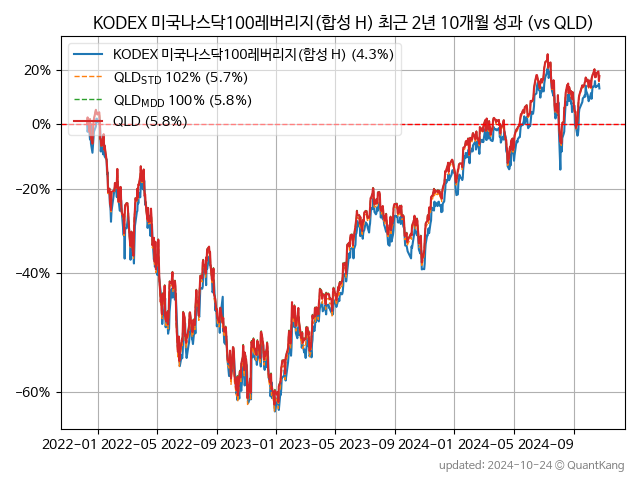 KODEX 미국나스닥100레버리지(합성 H) 최근 2년 10개월 성과 (vs QLD)
KODEX 미국나스닥100레버리지(합성 H) (4.3%)
QLD_STD 102% (5.7%)
QLD_MDD 100% (5.8%)
QLD (5.8%)
20%
0%
−20%
−40%
−60%
2022−01 2022−05 2022−09 2023−01 2023−05 2023−09 2024−01 2024−05 2024−09
updated: 2024-10-24 @ QuantKang